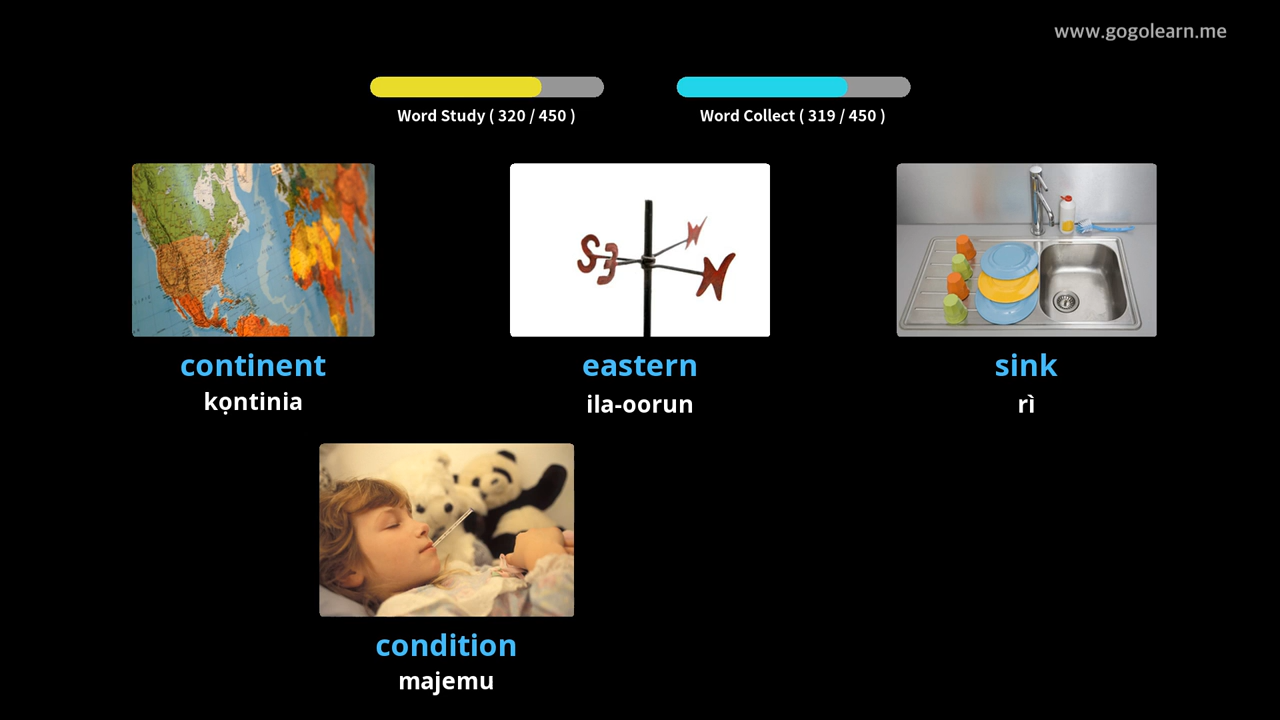 www.gogolearn.me
Word Study ( 320 / 450 )
Word Collect ( 319 / 450 )
S E N W
continent
kọntinia
eastern
ila-oorun
sink
rì
condition
majemu